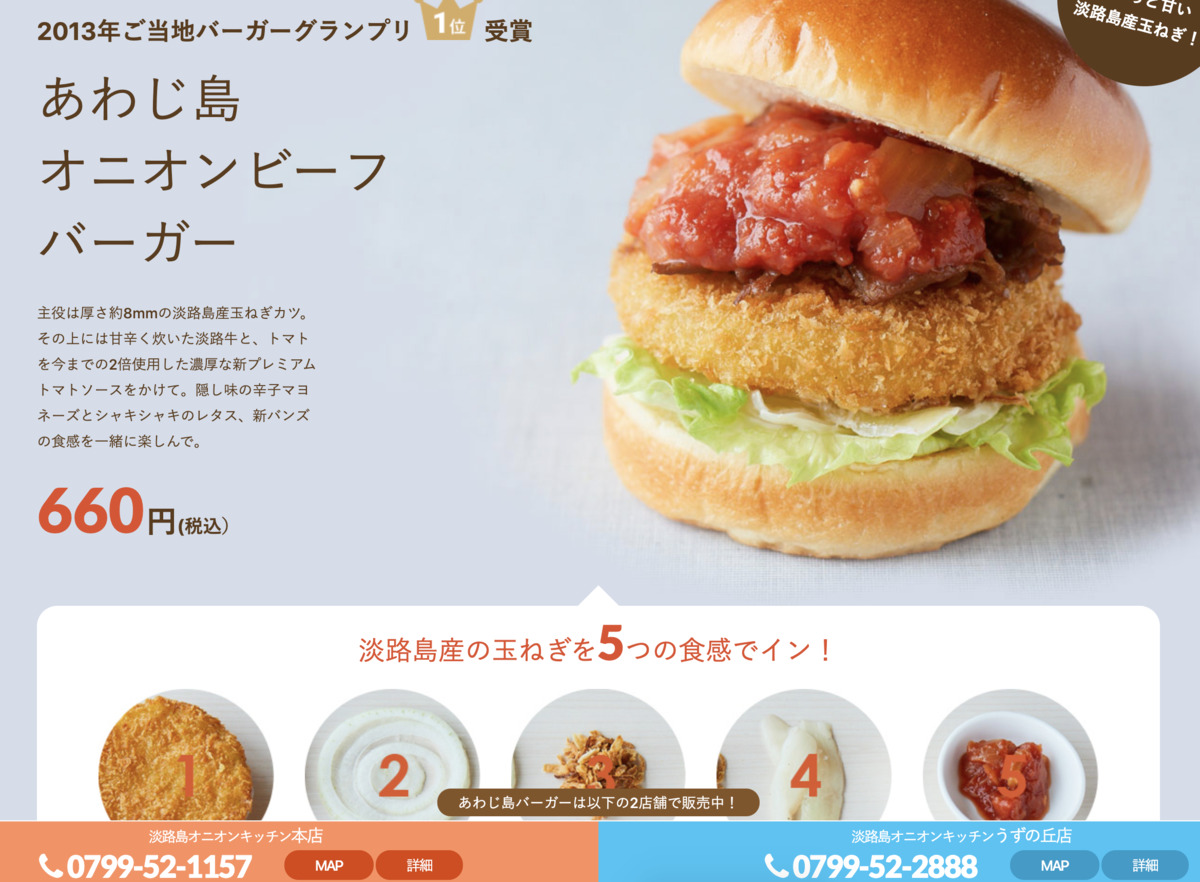 2013年ご当地バーガーグランプリ 1位 受賞
あわじ島
オニオンビーフ
バーガー
主役は厚さ約8mmの淡路島産玉ねぎカツ。
その上には甘辛く炊いた淡路牛と、トマト
を今までの2倍使用した濃厚な新プレミアム
トマトソースをかけて。隠し味の辛子マヨ
ネーズとシャキシャキのレタス、新バンズ
の食感を一緒に楽しんで。
660円(税込)
甘い
淡路島産玉ねぎ！
淡路島産の玉ねぎを5つの食感でイン！
1
2
3
4
5
あわじ島バーガーは以下の2店舗で販売中！
淡路島オニオンキッチン本店
0799-52-1157 MAP 詳細
淡路島オニオンキッチンうずの丘店
0799-52-2888 MAP 詳細